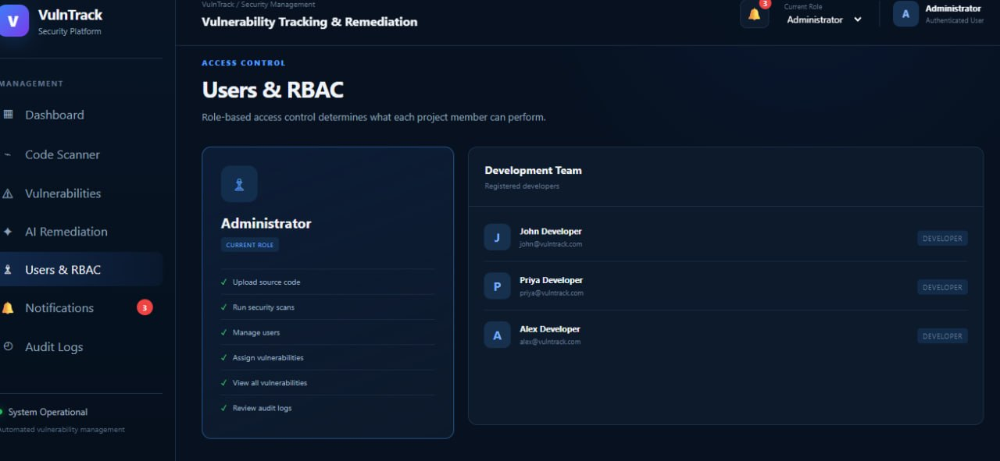 V
VulnTrack
Security Platform
MANAGEMENT
Dashboard
Code Scanner
Vulnerabilities
AI Remediation
Users & RBAC
Notifications
3
Audit Logs
System Operational
Automated vulnerability management
VulnTrack / Security Management
Vulnerability Tracking & Remediation
3
Current Role
Administrator
A
Administrator
Authenticated User
ACCESS CONTROL
Users & RBAC
Role-based access control determines what each project member can perform.
Administrator
CURRENT ROLE
✓ Upload source code
✓ Run security scans
✓ Manage users
✓ Assign vulnerabilities
✓ View all vulnerabilities
✓ Review audit logs
Development Team
Registered developers
J
John Developer
john@vulntrack.com
DEVELOPER
P
Priya Developer
priya@vulntrack.com
DEVELOPER
A
Alex Developer
alex@vulntrack.com
DEVELOPER